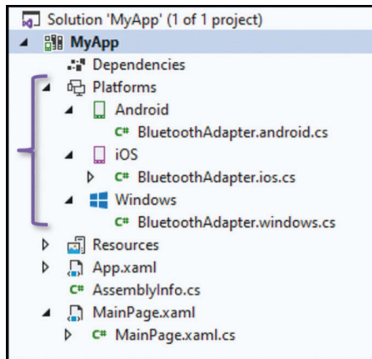 Solution 'MyApp' (1 of 1 project)
MyApp
Dependencies
Platforms
Android
C# BluetoothAdapter.android.cs
iOS
C# BluetoothAdapter.ios.cs
Windows
C# BluetoothAdapter.windows.cs
Resources
App.xaml
C# AssemblyInfo.cs
MainPage.xaml
C# MainPage.xaml.cs